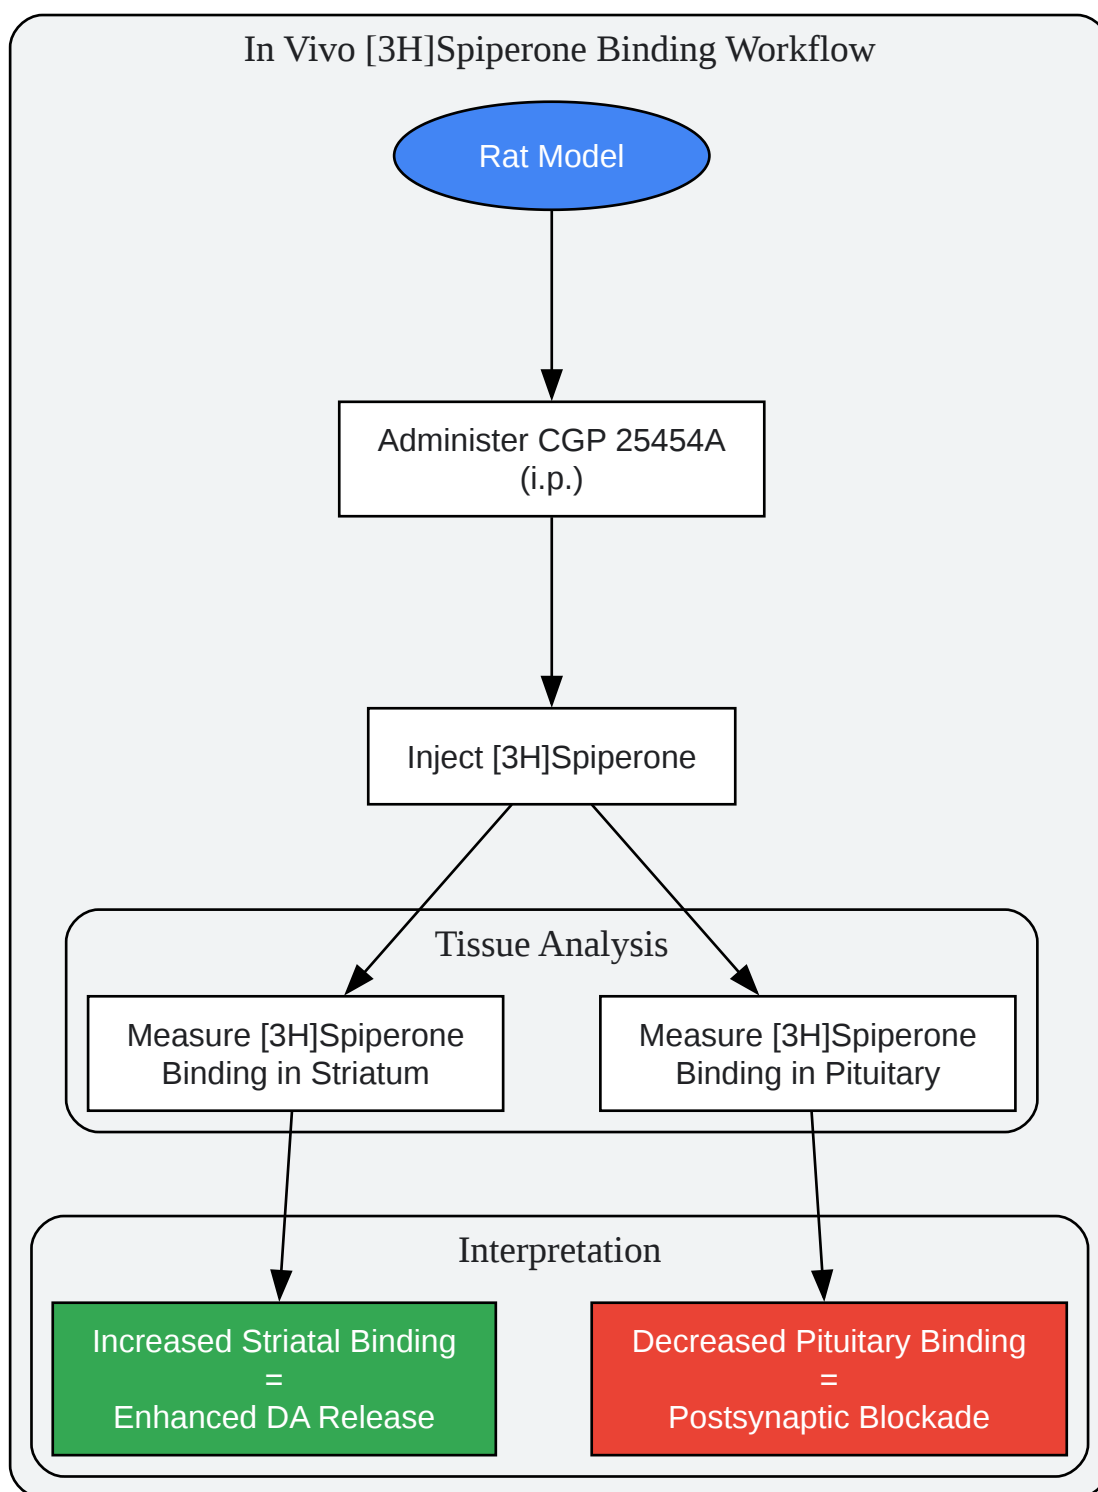 In Vivo [3H]Spiperone Binding Workflow
Rat Model
Administer CGP 25454A
(i.p.)
Inject [3H]Spiperone
Tissue Analysis
Measure [3H]Spiperone
Binding in Striatum
Measure [3H]Spiperone
Binding in Pituitary
Interpretation
Increased Striatal Binding
=
Enhanced DA Release
Decreased Pituitary Binding
=
Postsynaptic Blockade